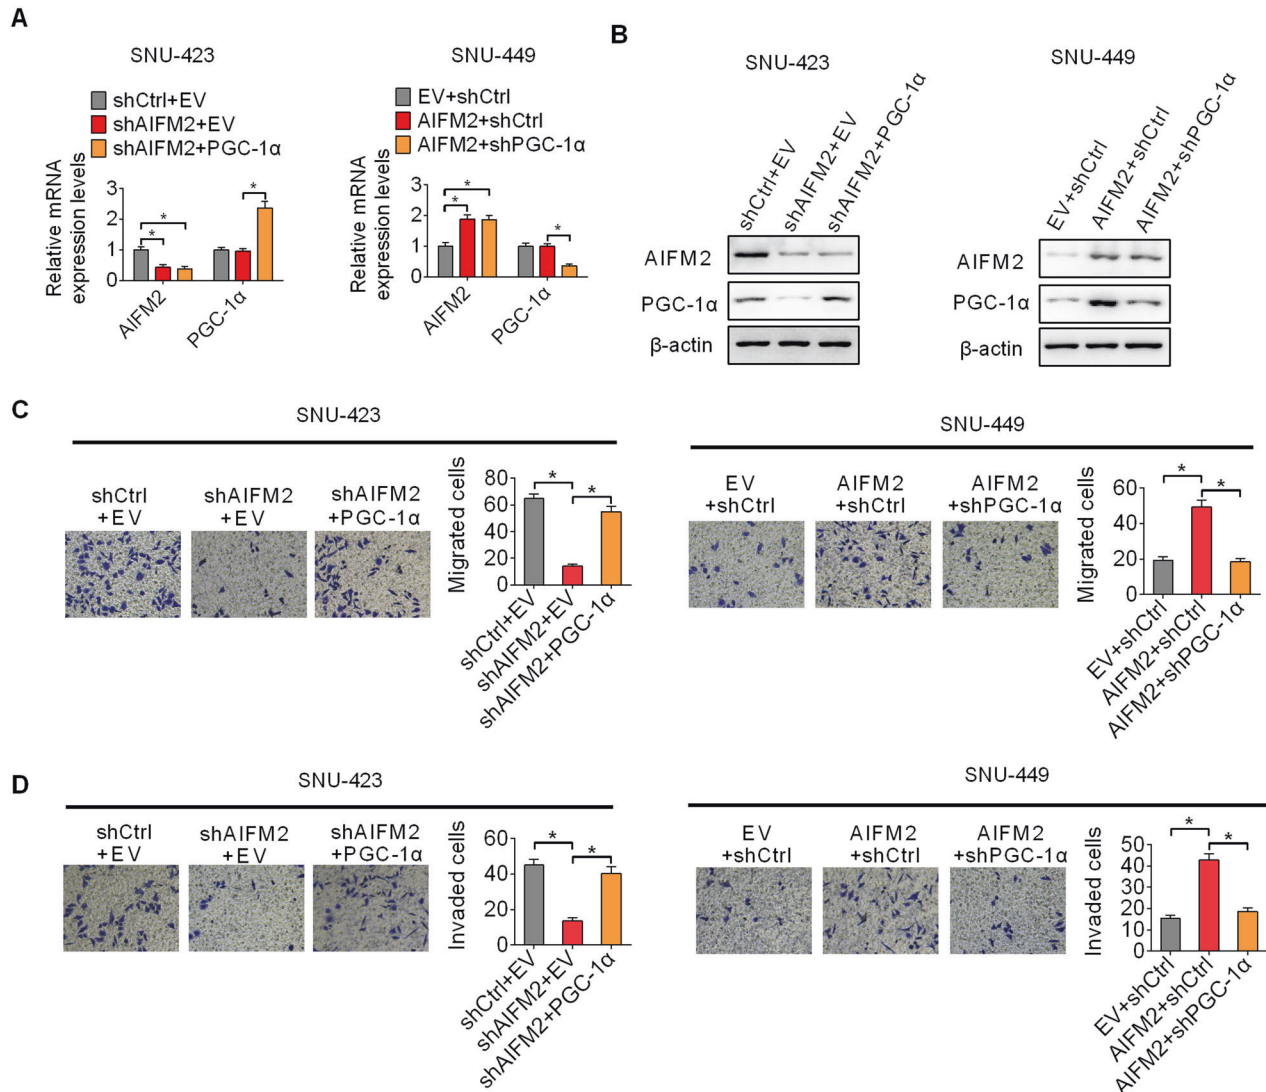 A
SNU-423
shCtrl+EV
shAIFM2+EV
shAIFM2+PGC-1α
Relative mRNA
expression levels
3
2
1
0
*
*
*
AIFM2
PGC-1α
SNU-449
EV+shCtrl
AIFM2+shCtrl
AIFM2+shPGC-1α
Relative mRNA
expression levels
3
2
1
0
*
*
*
AIFM2
PGC-1α
B
SNU-423
shCtrl+EV
shAIFM2+EV
shAIFM2+PGC-1α
AIFM2
PGC-1α
β-actin
SNU-449
EV+shCtrl
AIFM2+shCtrl
AIFM2+shPGC-1α
AIFM2
PGC-1α
β-actin
C
SNU-423
shCtrl
+EV
shAIFM2
+EV
shAIFM2
+PGC-1α
Migrated cells
80
60
40
20
0
*
*
shCtrl+EV
shAIFM2+EV
shAIFM2+PGC-1α
SNU-449
EV
+shCtrl
AIFM2
+shCtrl
AIFM2
+shPGC-1α
Migrated cells
60
40
20
0
*
*
EV+shCtrl
AIFM2+shCtrl
AIFM2+shPGC-1α
D
SNU-423
shCtrl
+EV
shAIFM2
+EV
shAIFM2
+PGC-1α
Invaded cells
60
40
20
0
*
*
shCtrl+EV
shAIFM2+EV
shAIFM2+PGC-1α
SNU-449
EV
+shCtrl
AIFM2
+shCtrl
AIFM2
+shPGC-1α
Invaded cells
50
40
30
20
10
0
*
*
EV+shCtrl
AIFM2+shCtrl
AIFM2+shPGC-1α